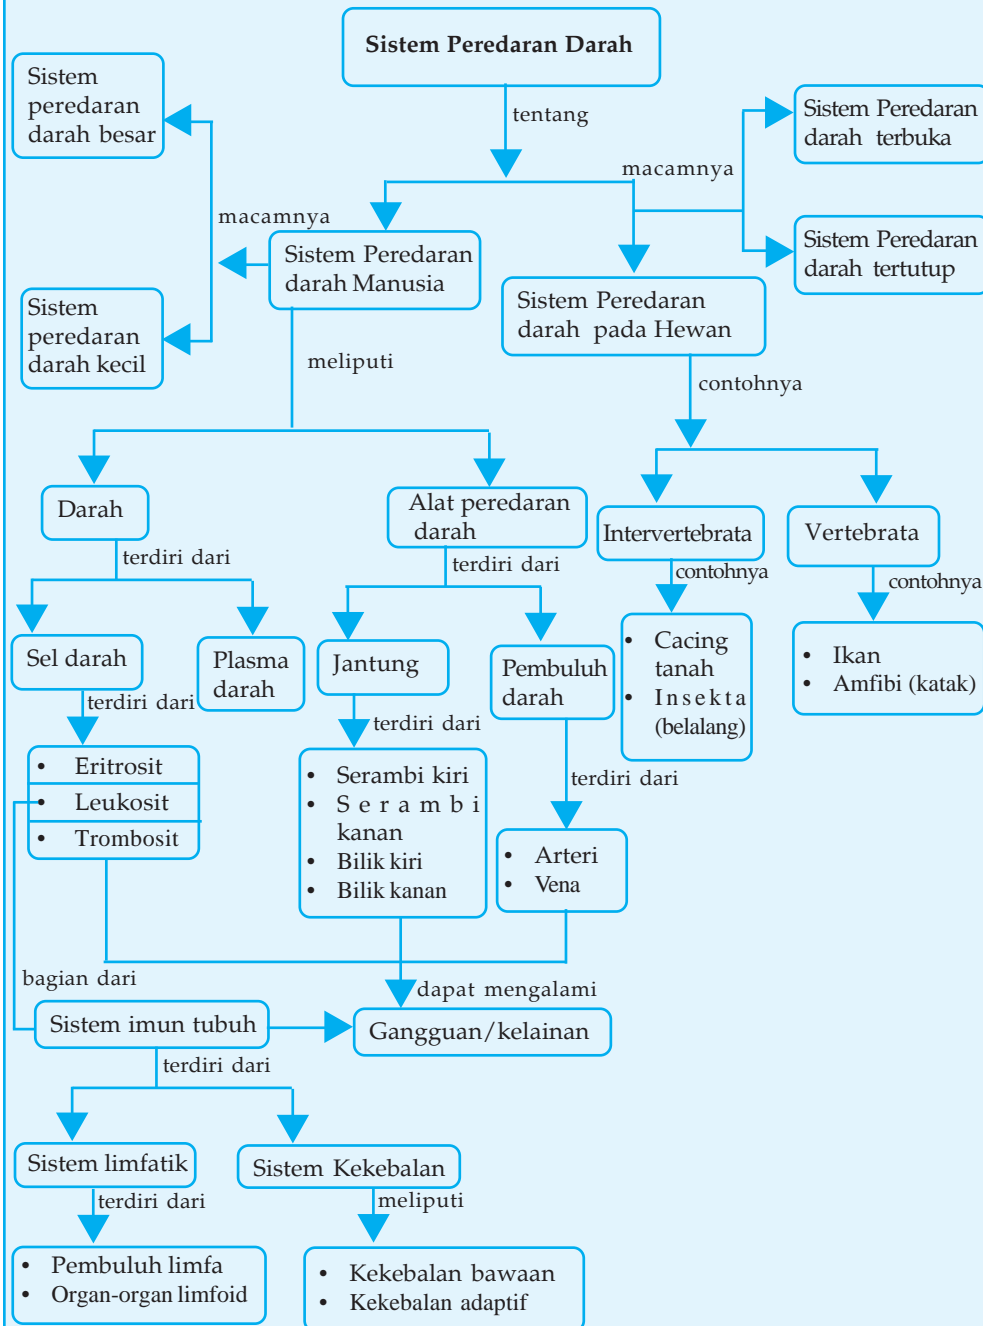 Sistem Peredaran Darah
tentang
Sistem
peredaran
darah besar
macamnya
Sistem
peredaran
darah kecil
Sistem Peredaran
darah Manusia
macamnya
Sistem Peredaran
darah terbuka
Sistem Peredaran
darah tertutup
Sistem Peredaran
darah pada Hewan
meliputi
contohnya
Darah
Alat peredaran
darah
Intervertebrata
Vertebrata
terdiri dari
terdiri dari
contohnya
contohnya
Sel darah
Plasma
darah
Jantung
Pembuluh
darah
• Cacing
tanah
• Insekta
(belalang)
• Ikan
• Amfibi (katak)
terdiri dari
terdiri dari
terdiri dari
• Eritrosit
• Leukosit
• Trombosit
• Serambi kiri
• Serambi
kanan
• Bilik kiri
• Bilik kanan
• Arteri
• Vena
bagian dari
dapat mengalami
Sistem imun tubuh
Gangguan/kelainan
terdiri dari
Sistem limfatik
Sistem Kekebalan
terdiri dari
meliputi
• Pembuluh limfa
• Organ-organ limfoid
• Kekebalan bawaan
• Kekebalan adaptif